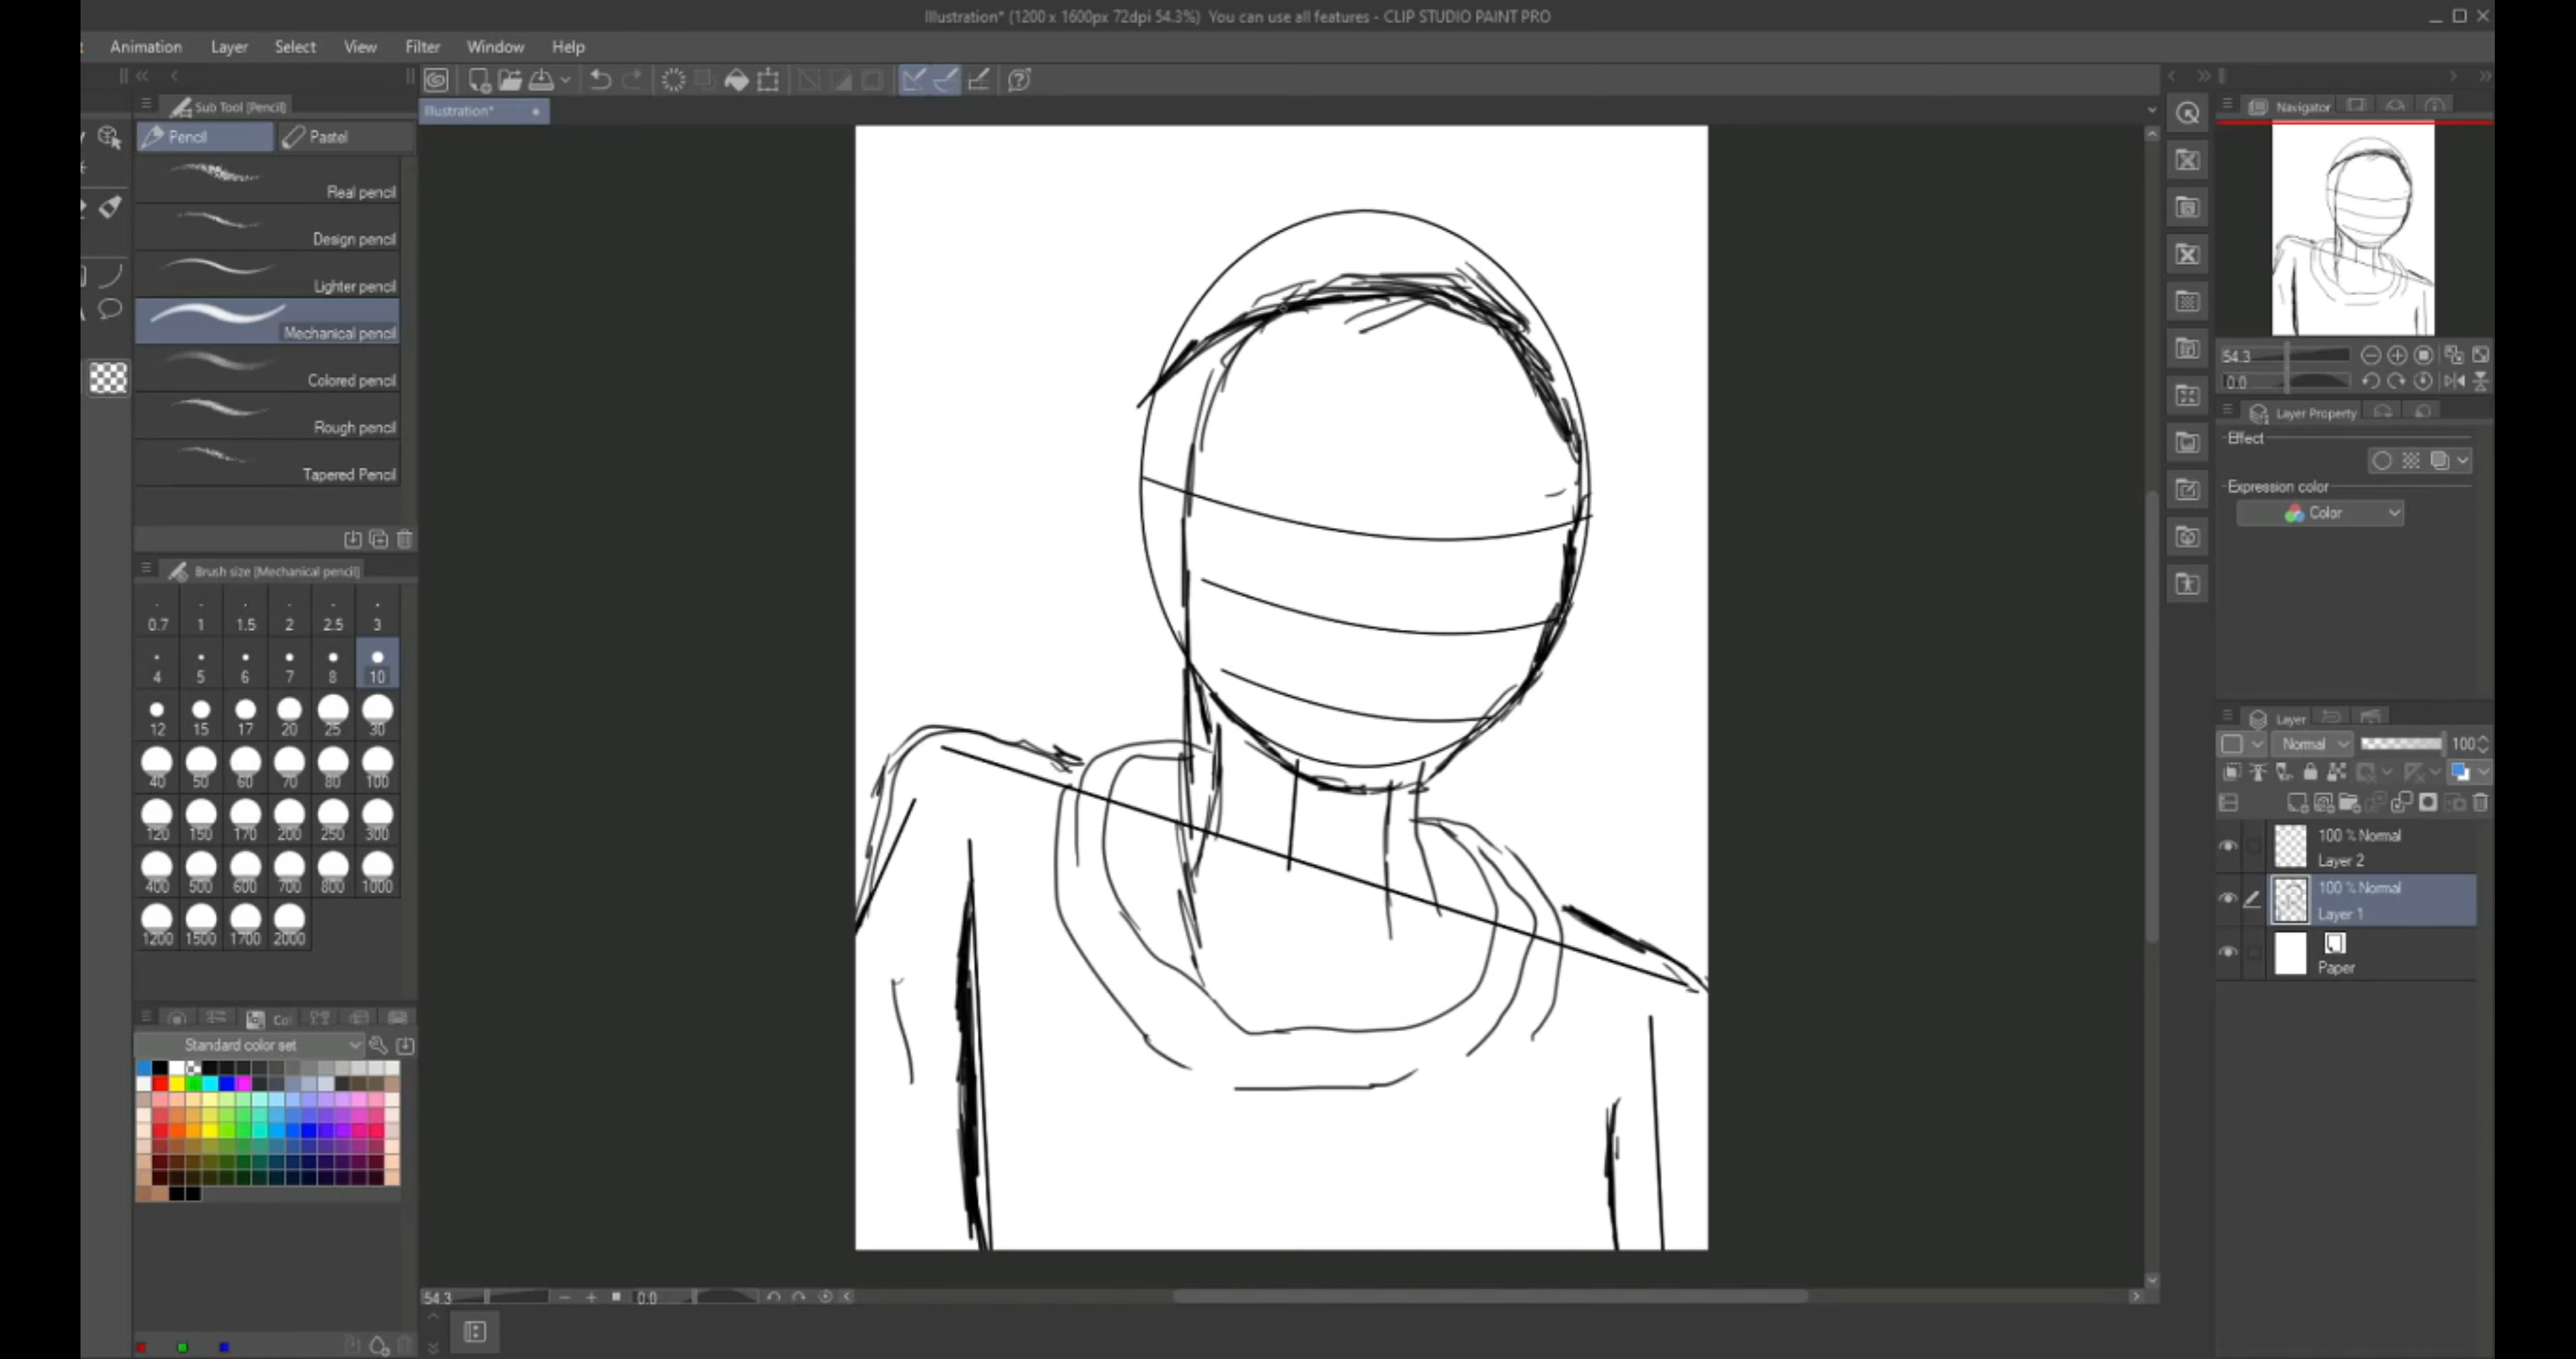 Illustration* (1200 x 1600px 72dpi 54.3%) You can use all features - CLIP STUDIO PAINT PRO
Animation Layer Select View Filter Window Help
Sub Tool [Pencil]
Pencil Pastel
Real pencil
Design pencil
Lighter pencil
Mechanical pencil
Colored pencil
Rough pencil
Tapered Pencil
Brush size [Mechanical pencil]
0.7 1 1.5 2 2.5 3
4 5 6 7 8 10
12 15 17 20 25 30
40 50 60 70 80 100
120 150 170 200 250 300
400 500 600 700 800 1000
1200 1500 1700 2000
Col
Standard color set
Illustration*
54.3 0.0
Navigator
54.3
0.0
Layer Property
Effect
Expression color
Color
Layer
Normal 100
100 % Normal
Layer 2
100 % Normal
Layer 1
Paper